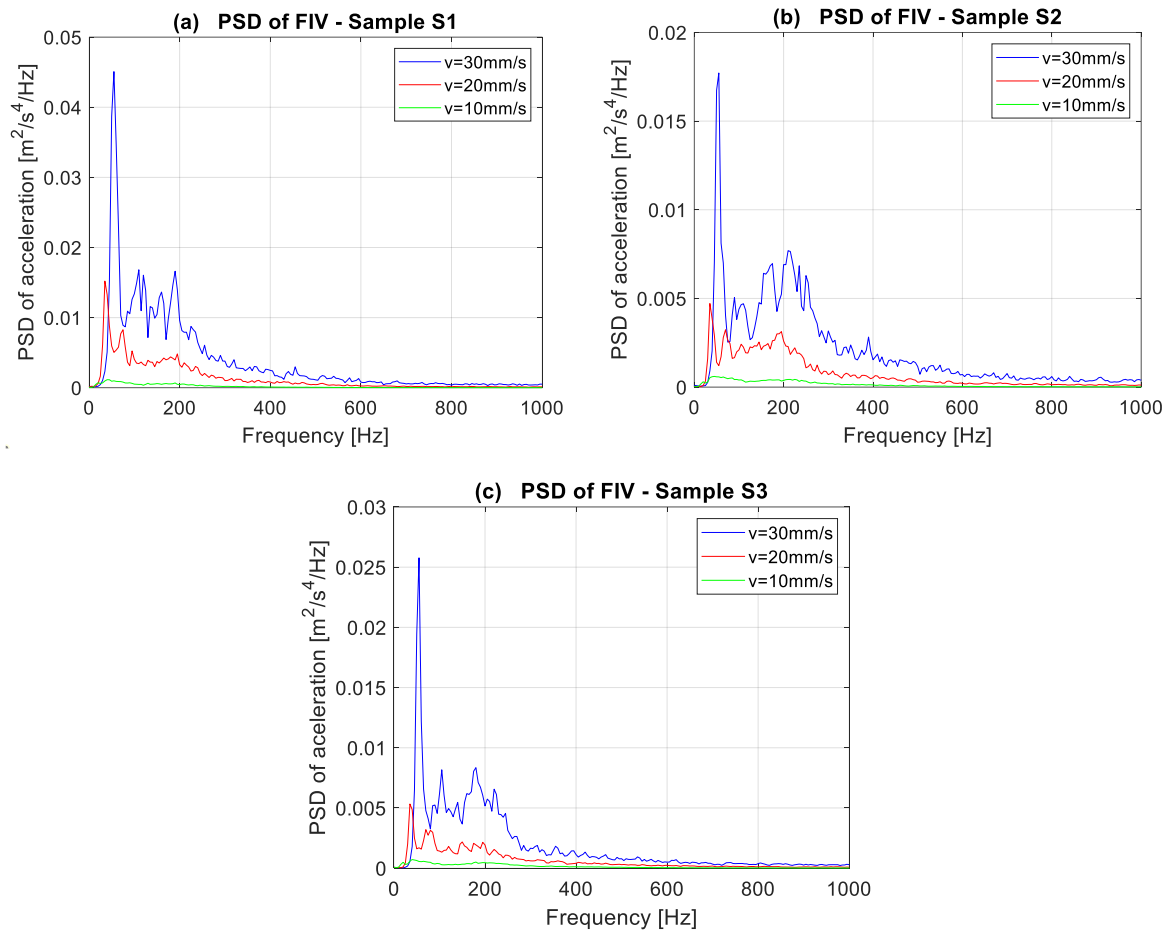 (a) PSD of FIV - Sample S1
PSD of acceleration [m²/s⁴/Hz]
0.05
0.04
0.03
0.02
0.01
0
v=30mm/s
v=20mm/s
v=10mm/s
0 200 400 600 800 1000
Frequency [Hz]
(b) PSD of FIV - Sample S2
PSD of acceleration [m²/s⁴/Hz]
0.02
0.015
0.01
0.005
0
v=30mm/s
v=20mm/s
v=10mm/s
0 200 400 600 800 1000
Frequency [Hz]
(c) PSD of FIV - Sample S3
PSD of aceleration [m²/s⁴/Hz]
0.03
0.025
0.02
0.015
0.01
0.005
0
v=30mm/s
v=20mm/s
v=10mm/s
0 200 400 600 800 1000
Frequency [Hz]